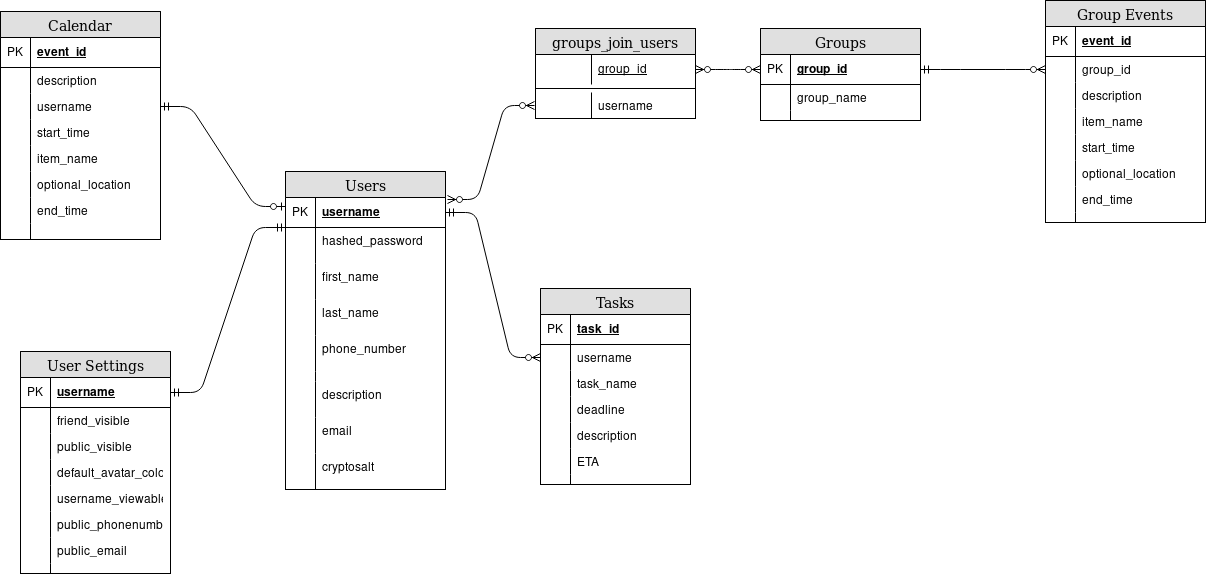 Calendar
PK event_id
description
username
start_time
item_name
optional_location
end_time
User Settings
PK username
friend_visible
public_visible
default_avatar_colo
username_viewable
public_phonenumb
public_email
Users
PK username
hashed_password
first_name
last_name
phone_number
description
email
cryptosalt
groups_join_users
group_id
username
Tasks
PK task_id
username
task_name
deadline
description
ETA
Groups
PK group_id
group_name
Group Events
PK event_id
group_id
description
item_name
start_time
optional_location
end_time